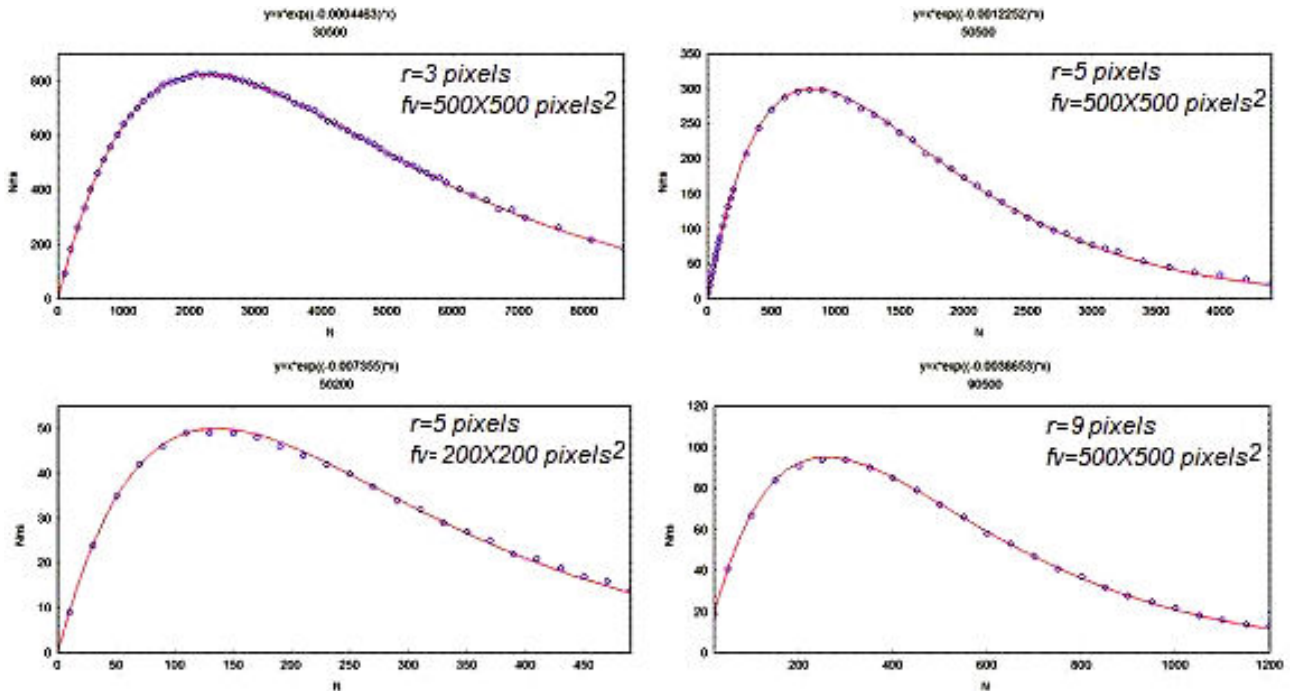 y=x*exp((-0.0004463)*x)
30500
r=3 pixels
fv=500X500 pixels2
Nns
800
600
400
200
0
0 1000 2000 3000 4000 5000 6000 7000 8000
N
y=x*exp((-0.0012252)*x)
50500
r=5 pixels
fv=500X500 pixels2
Nns
350
300
250
200
150
100
50
0
0 500 1000 1500 2000 2500 3000 3500 4000
N
y=x*exp((-0.007355)*x)
50200
r=5 pixels
fv=200X200 pixels2
Nns
50
40
30
20
10
0
0 50 100 150 200 250 300 350 400 450
N
y=x*exp((-0.0038653)*x)
90500
r=9 pixels
fv=500X500 pixels2
Nns
120
100
80
60
40
20
0
200 400 600 800 1000 1200
N